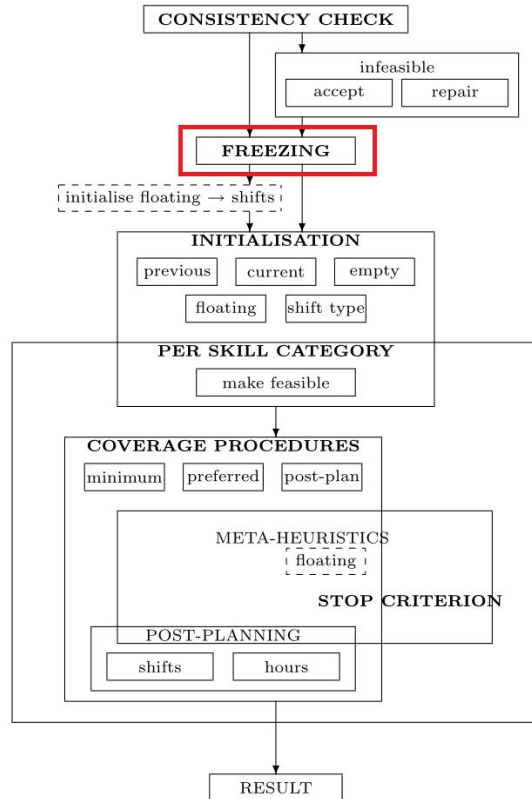 CONSISTENCY CHECK
infeasible
accept repair
FREEZING
initialise floating → shifts
INITIALISATION
previous current empty
floating shift type
PER SKILL CATEGORY
make feasible
COVERAGE PROCEDURES
minimum preferred post-plan
META-HEURISTICS
floating
STOP CRITERION
POST-PLANNING
shifts hours
RESULT